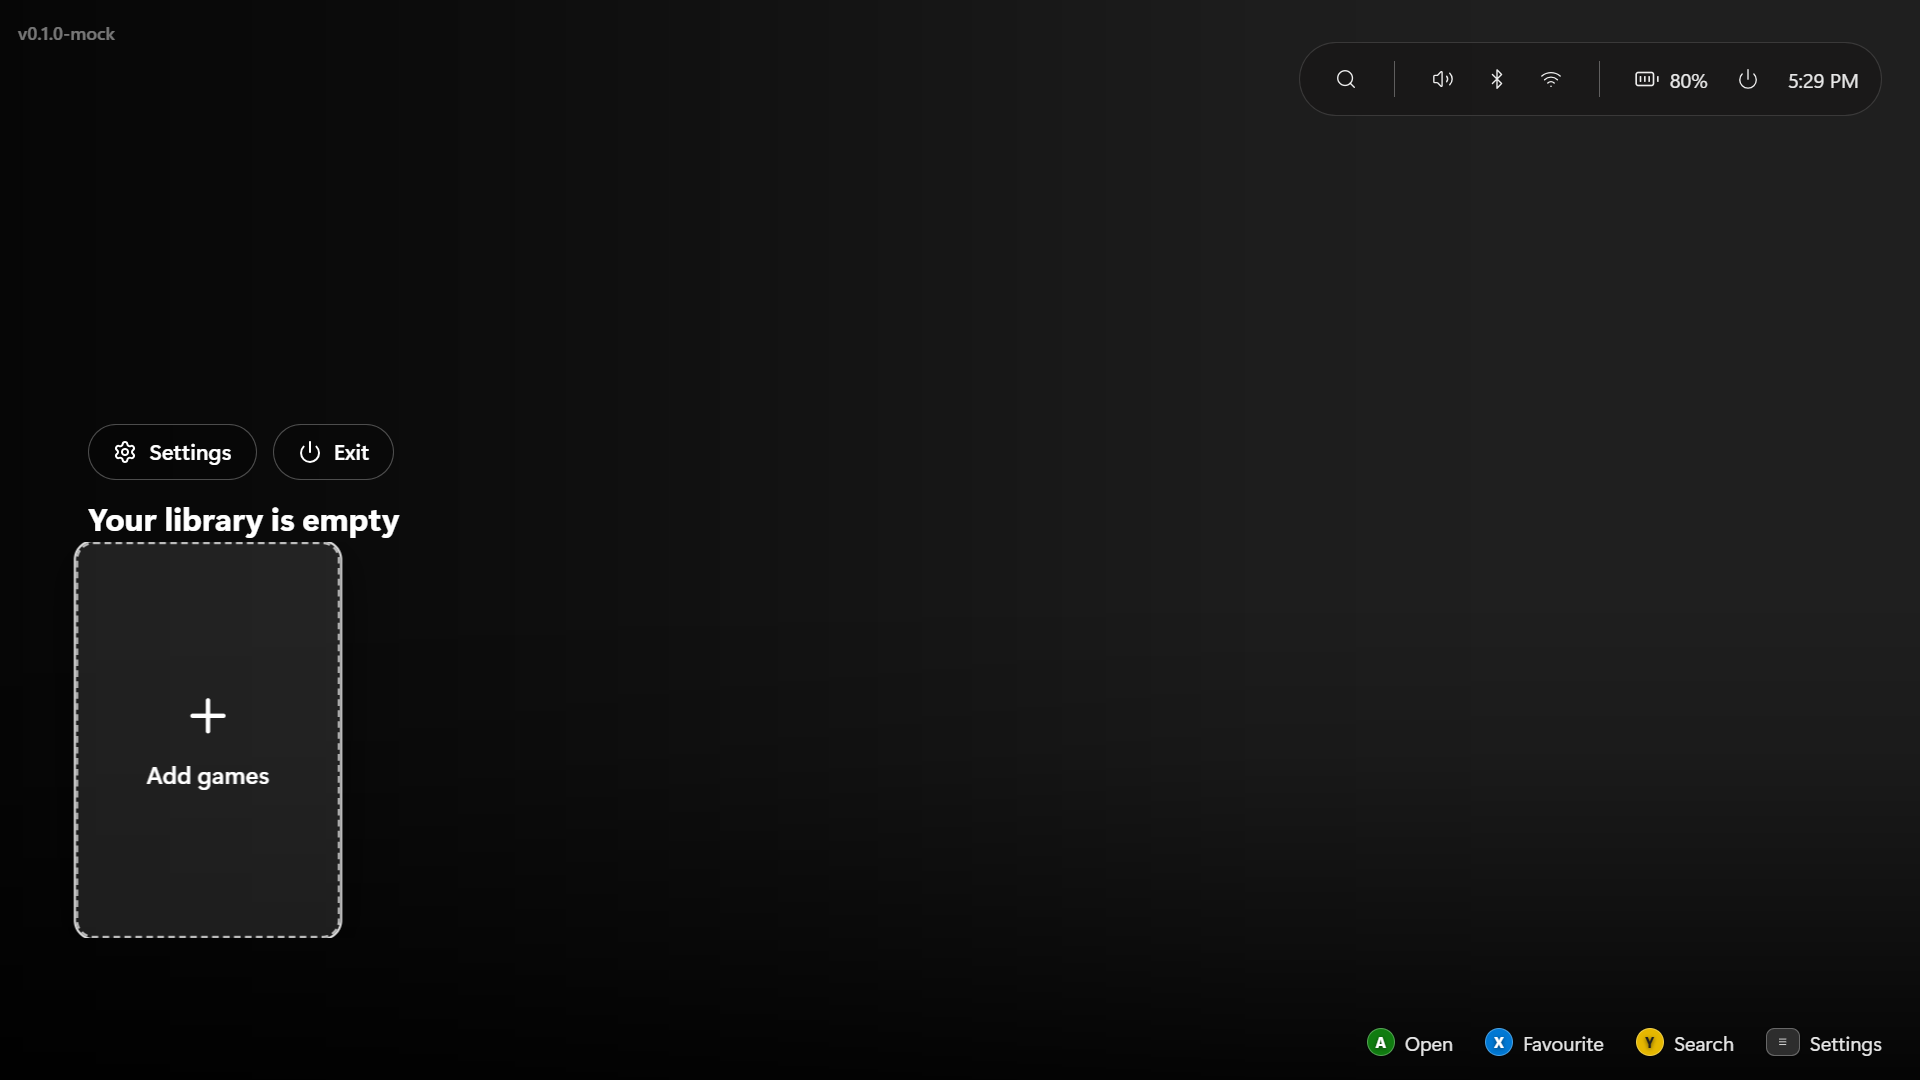 v0.1.0-mock
80%
5:29 PM
Settings
Exit
Your library is empty
Add games
A Open
X Favourite
Y Search
Settings